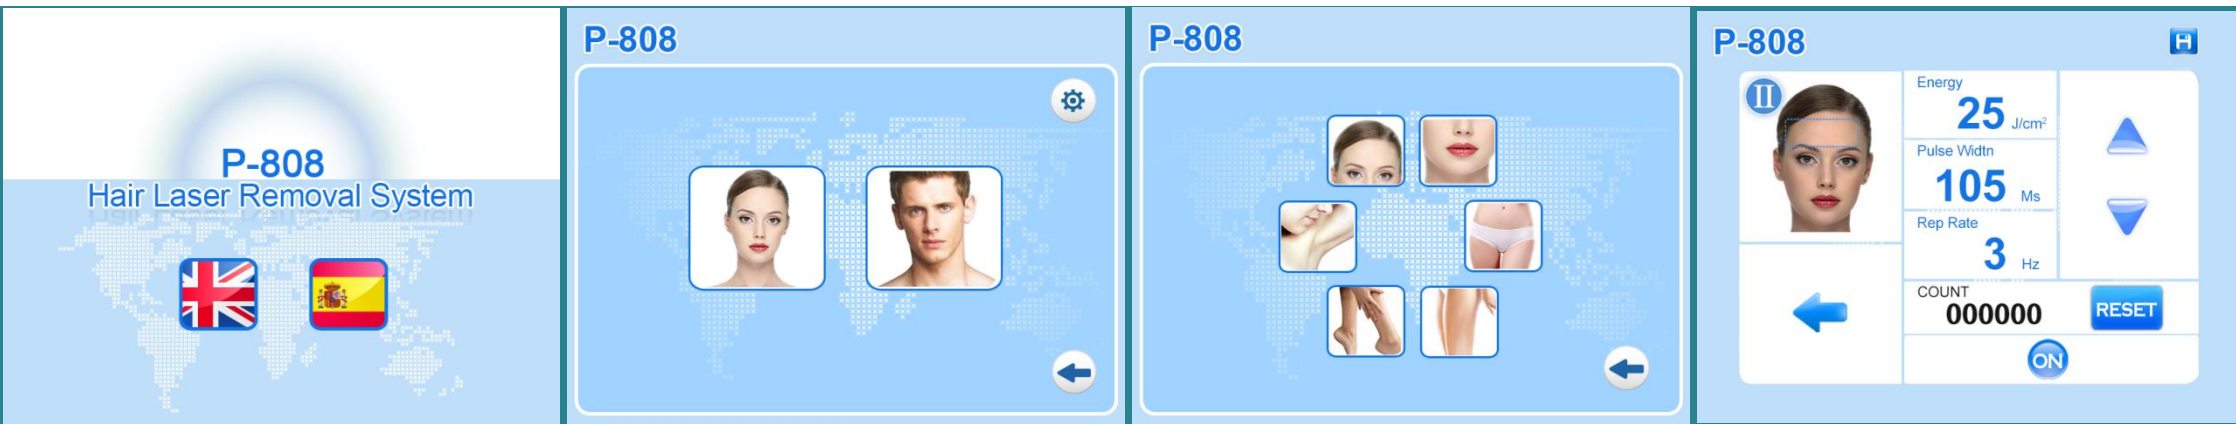 P-808
Hair Laser Removal System
P-808
P-808
P-808
II
Energy
25 J/cm²
Pulse Widtn
105 Ms
Rep Rate
3 Hz
COUNT
000000
RESET
ON